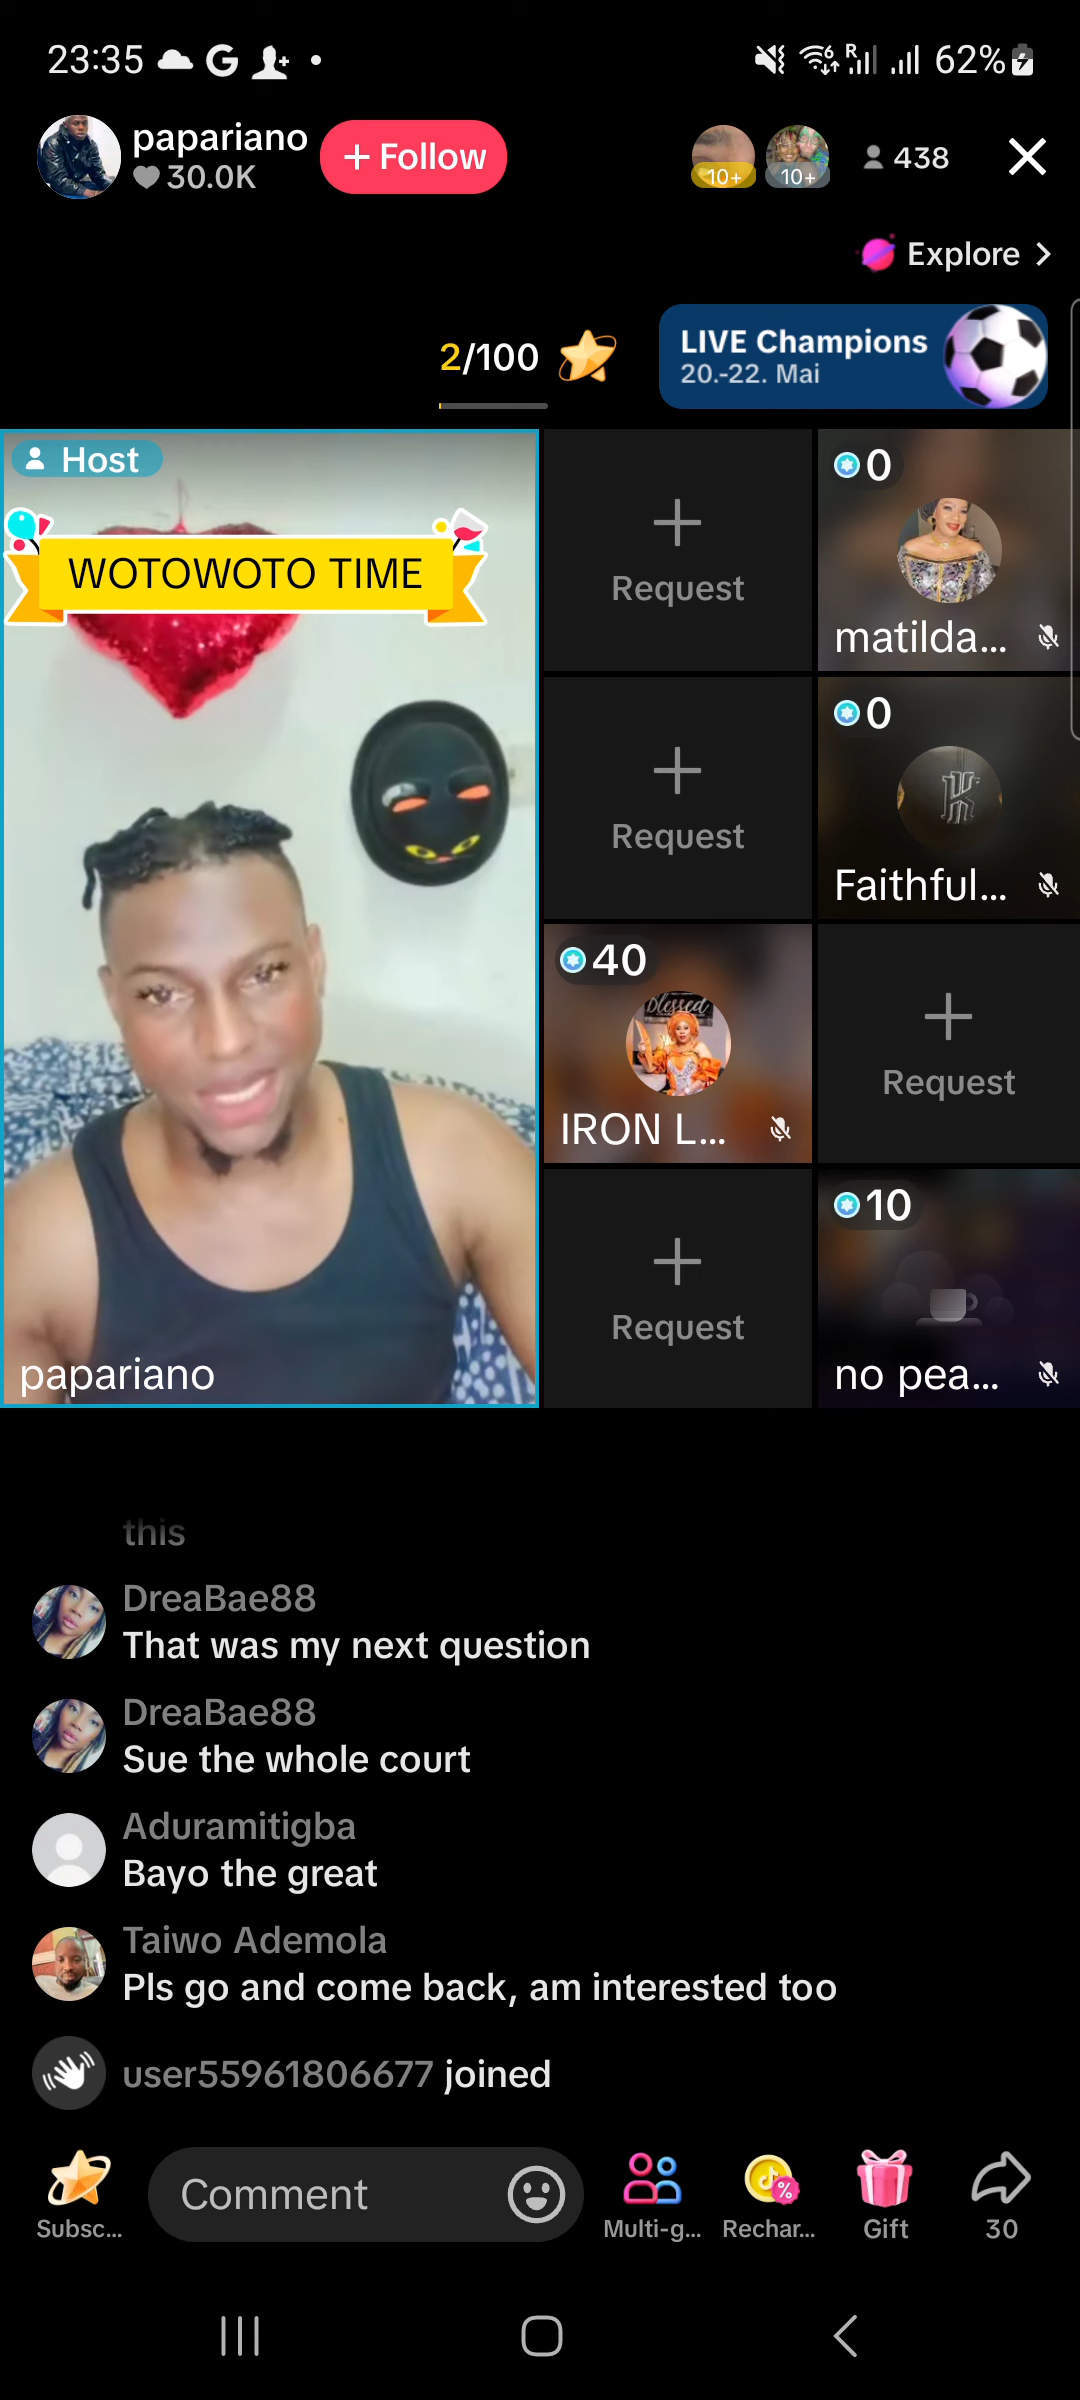 23:35
62%
papariano
30.0K
+ Follow
10+
10+
438
Explore
2/100
LIVE Champions
20.-22. Mai
Host
WOTOWOTO TIME
papariano
Request
0
matilda...
Request
0
Faithful...
40
Blessed
IRON L...
Request
Request
10
no pea...
this
DreaBae88
That was my next question
DreaBae88
Sue the whole court
Aduramitigba
Bayo the great
Taiwo Ademola
Pls go and come back, am interested too
user55961806677 joined
Comment
Subsc...
Multi-g...
Rechar...
Gift
30